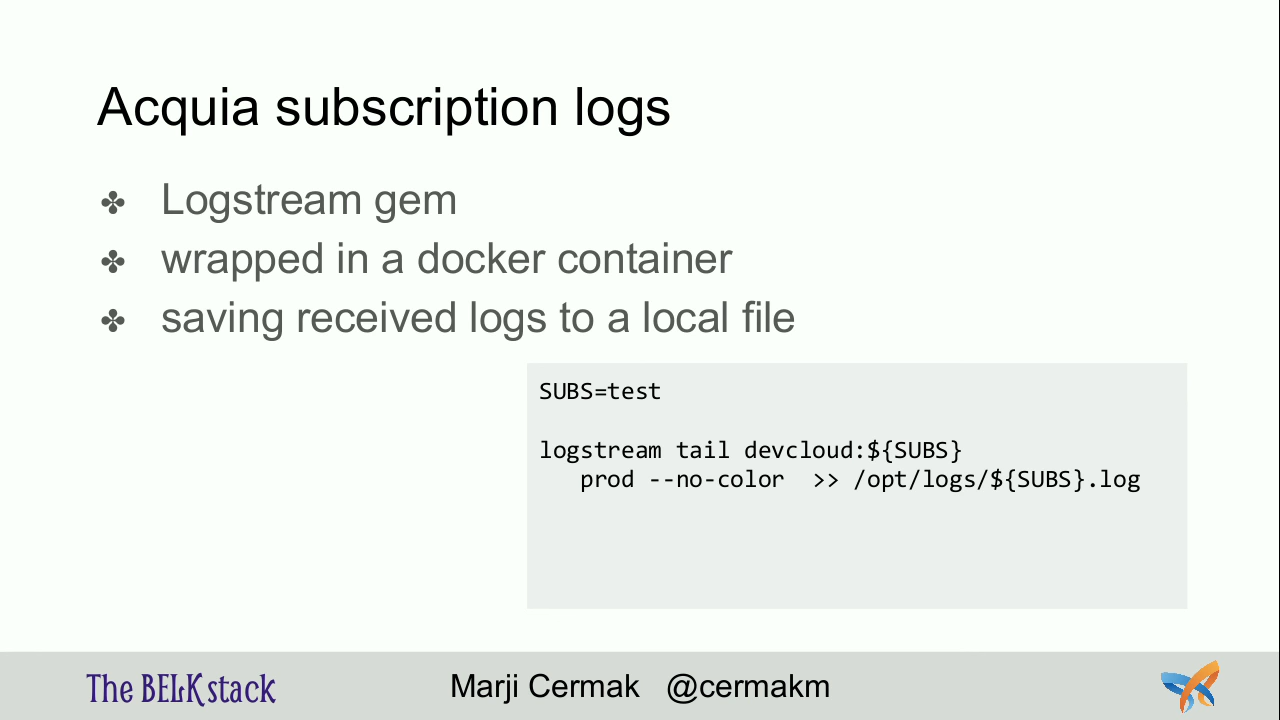 Acquia subscription logs
✤ Logstream gem
✤ wrapped in a docker container
✤ saving received logs to a local file
SUBS=test
logstream tail devcloud:${SUBS}
prod --no-color >> /opt/logs/${SUBS}.log
The BELK stack
Marji Cermak @cermakm